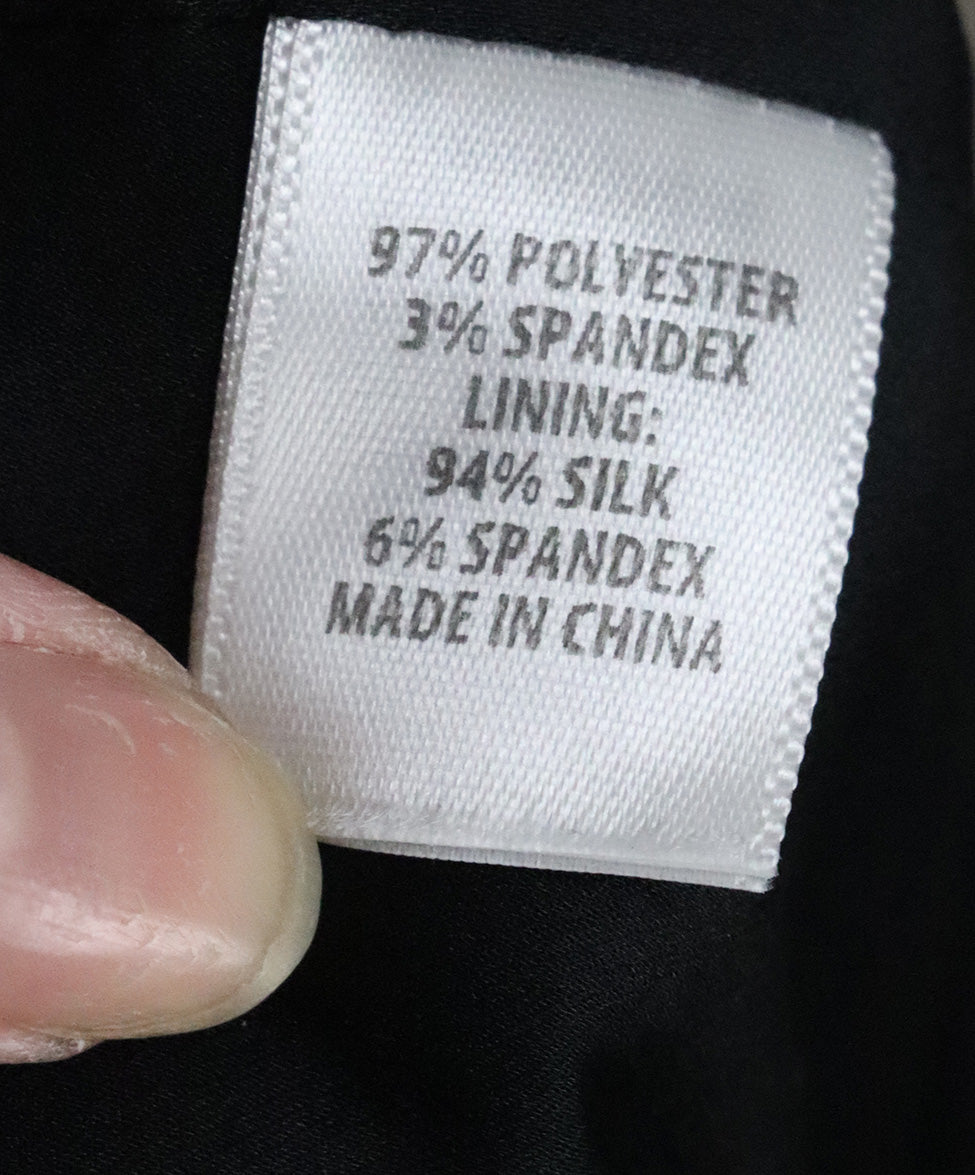 97% POLYESTER
3% SPANDEX
LINING:
94% SILK
6% SPANDEX
MADE IN CHINA